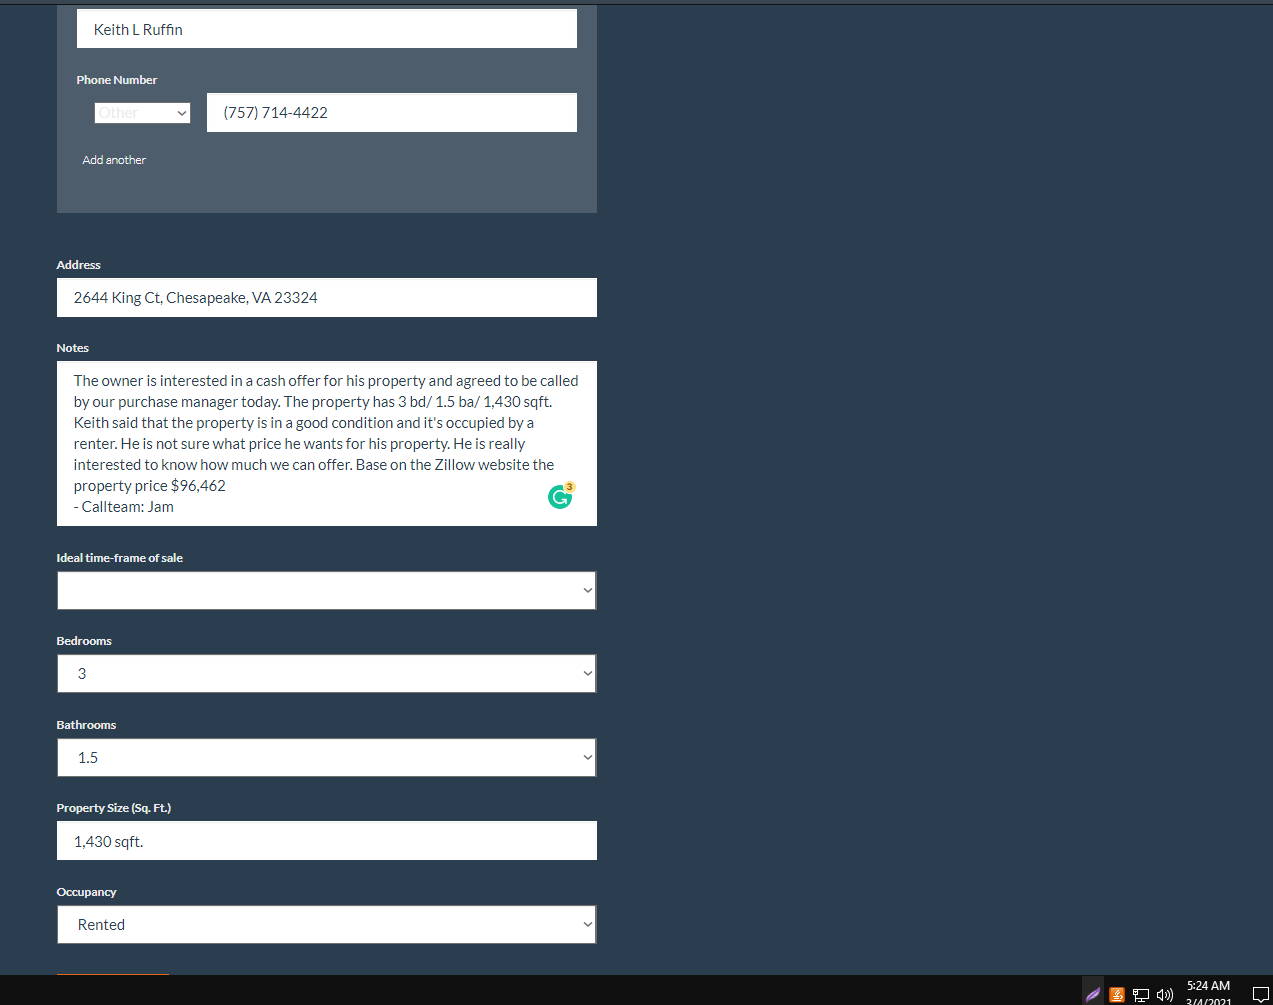 Keith L Ruffin
Phone Number
Other
(757) 714-4422
Add another
Address
2644 King Ct, Chesapeake, VA 23324
Notes
The owner is interested in a cash offer for his property and agreed to be called
by our purchase manager today. The property has 3 bd/ 1.5 ba/ 1,430 sqft.
Keith said that the property is in a good condition and it's occupied by a
renter. He is not sure what price he wants for his property. He is really
interested to know how much we can offer. Base on the Zillow website the
property price $96,462
- Callteam: Jam
3
Ideal time-frame of sale
Bedrooms
3
Bathrooms
1.5
Property Size (Sq. Ft.)
1,430 sqft.
Occupancy
Rented
5:24 AM
3/4/2021